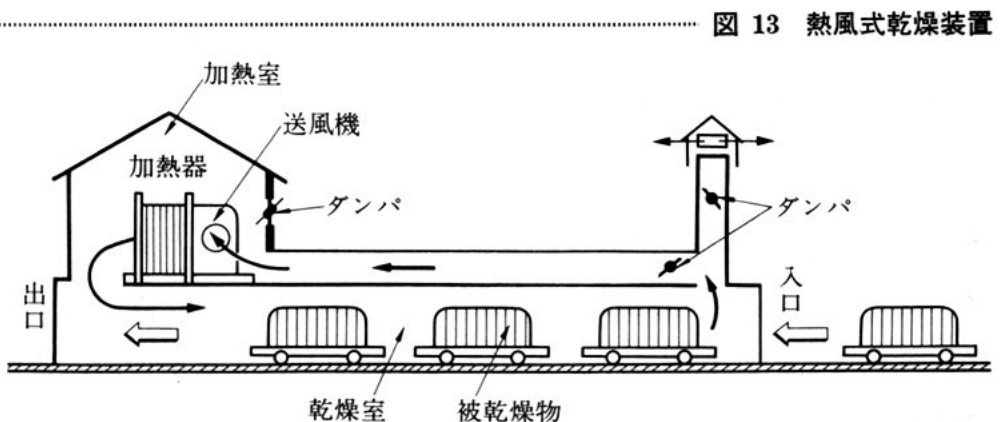 図 13 熱風式乾燥装置
加熱室
送風機
加熱器
ダンパ
ダンパ
出口
入口
乾燥室
被乾燥物